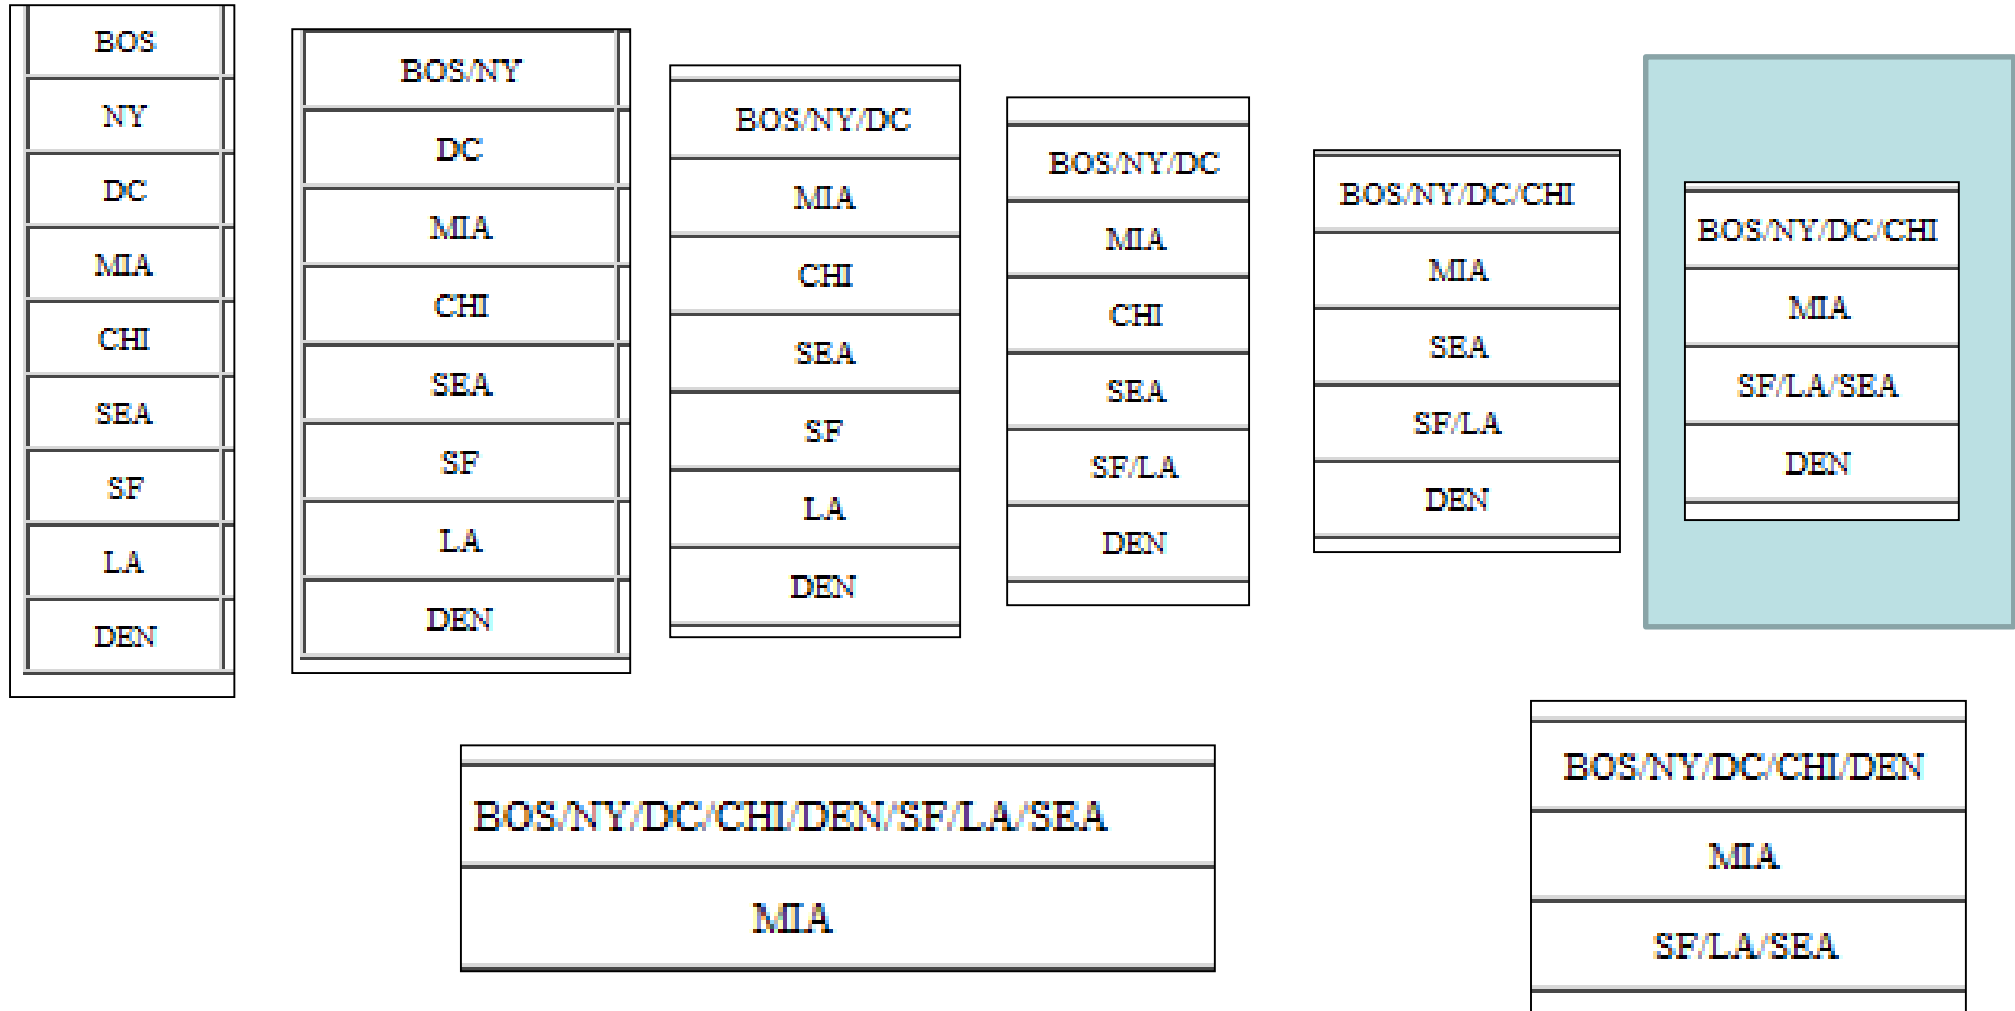 BOS
NY
DC
MIA
CHI
SEA
SF
LA
DEN
BOS/NY
DC
MIA
CHI
SEA
SF
LA
DEN
BOS/NY/DC
MIA
CHI
SEA
SF
LA
DEN
BOS/NY/DC
MIA
CHI
SEA
SF/LA
DEN
BOS/NY/DC/CHI
MIA
SEA
SF/LA
DEN
BOS/NY/DC/CHI
MIA
SF/LA/SEA
DEN
BOS/NY/DC/CHI/DEN
MIA
SF/LA/SEA
BOS/NY/DC/CHI/DEN/SF/LA/SEA
MIA